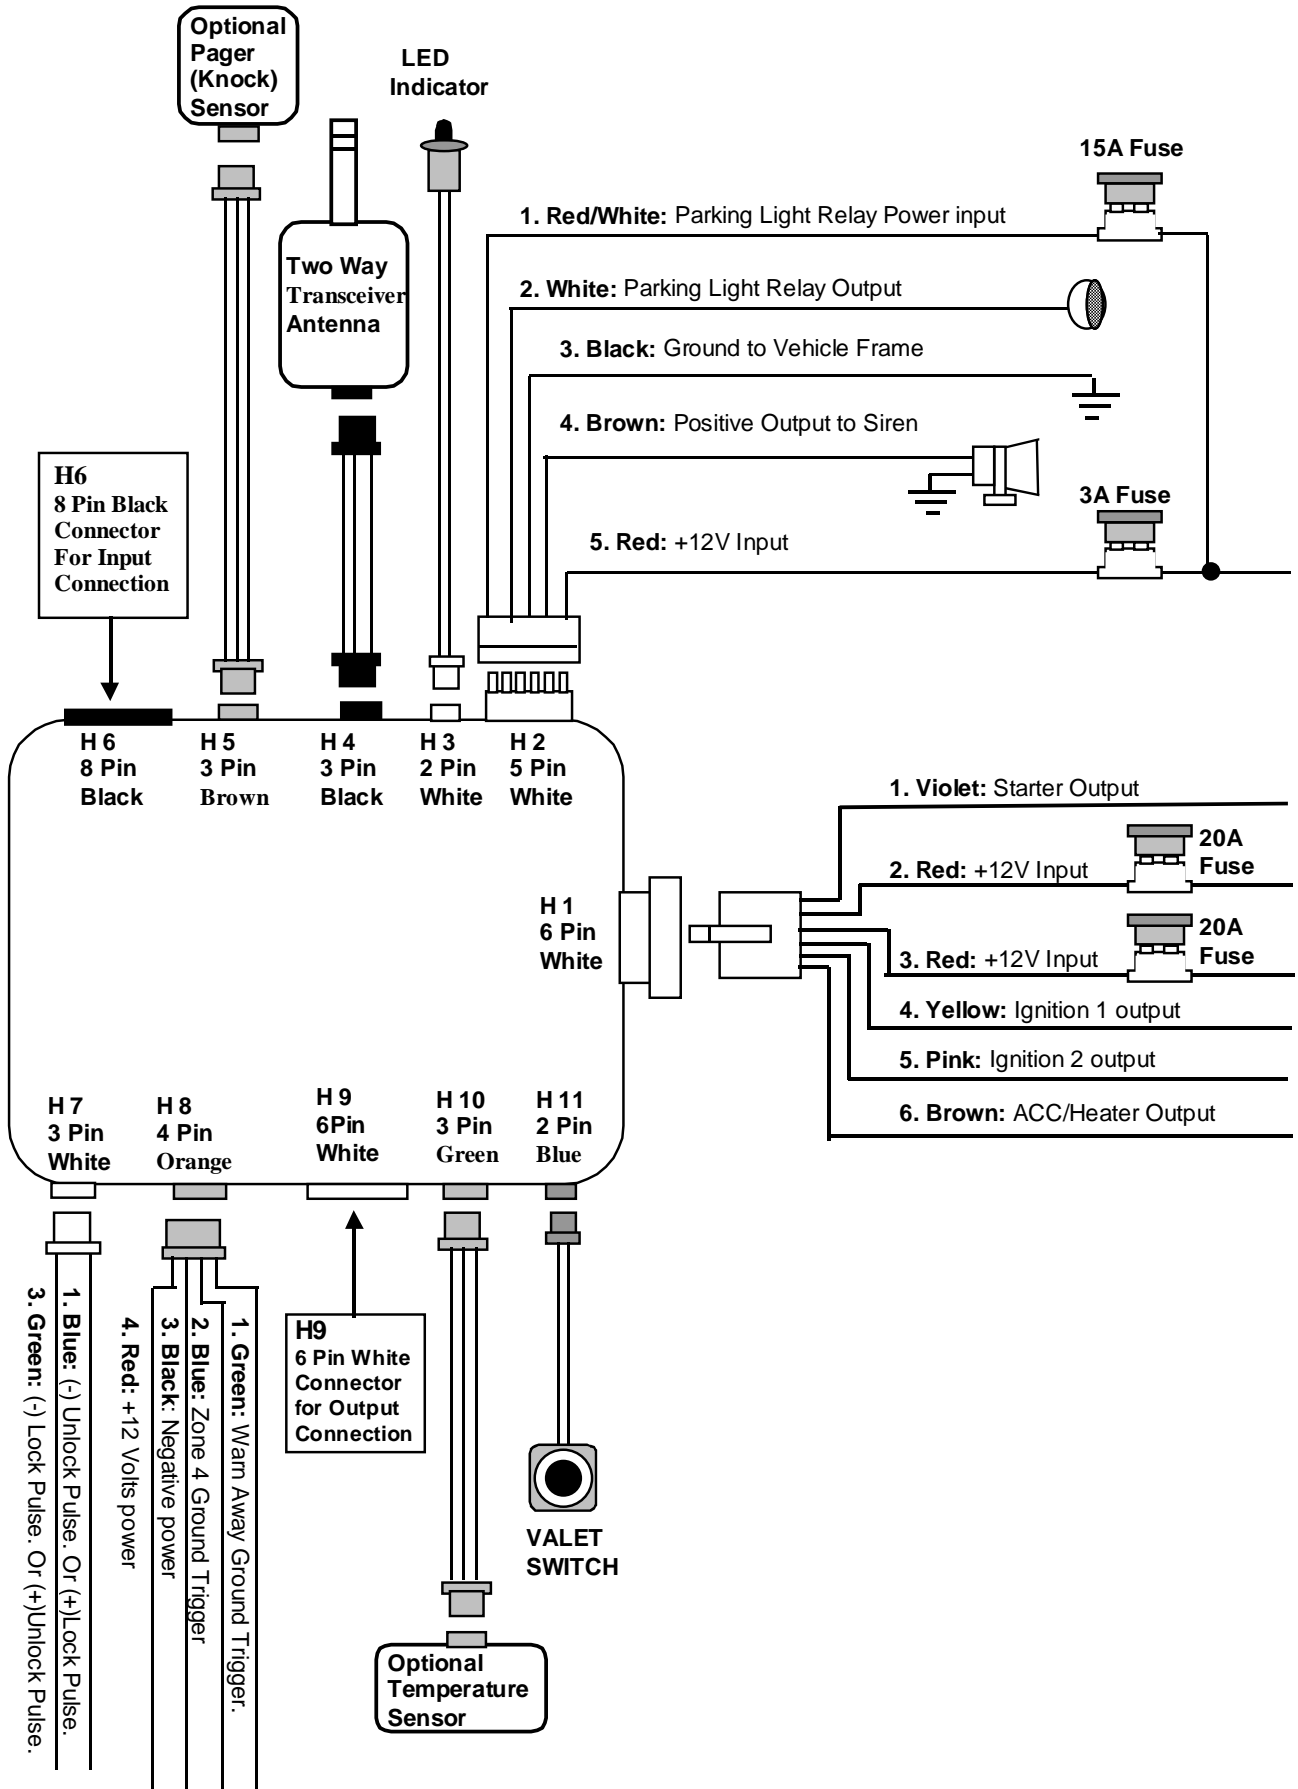 Optional
Pager
(Knock)
Sensor
LED
Indicator
15A Fuse
1. Red/White: Parking Light Relay Power input
Two Way
Transceiver
Antenna
2. White: Parking Light Relay Output
3. Black: Ground to Vehicle Frame
4. Brown: Positive Output to Siren
H6
8 Pin Black
Connector
For Input
Connection
3A Fuse
5. Red: +12V Input
H 6
8 Pin
Black
H 5
3 Pin
Brown
H 4
3 Pin
Black
H 3
2 Pin
White
H 2
5 Pin
White
1. Violet: Starter Output
20A
Fuse
2. Red: +12V Input
H 1
6 Pin
White
20A
Fuse
3. Red: +12V Input
4. Yellow: Ignition 1 output
5. Pink: Ignition 2 output
6. Brown: ACC/Heater Output
H 7
3 Pin
White
H 8
4 Pin
Orange
H 9
6Pin
White
H 10
3 Pin
Green
H 11
2 Pin
Blue
1. Blue: (-) Unlock Pulse. Or (+)Lock Pulse.
3. Green: (-) Lock Pulse. Or (+)Unlock Pulse.
1. Green: Warn Away Ground Trigger.
2. Blue: Zone 4 Ground Trigger
3. Black: Negative power
4. Red: +12 Volts power
H9
6 Pin White
Connector
for Output
Connection
VALET
SWITCH
Optional
Temperature
Sensor